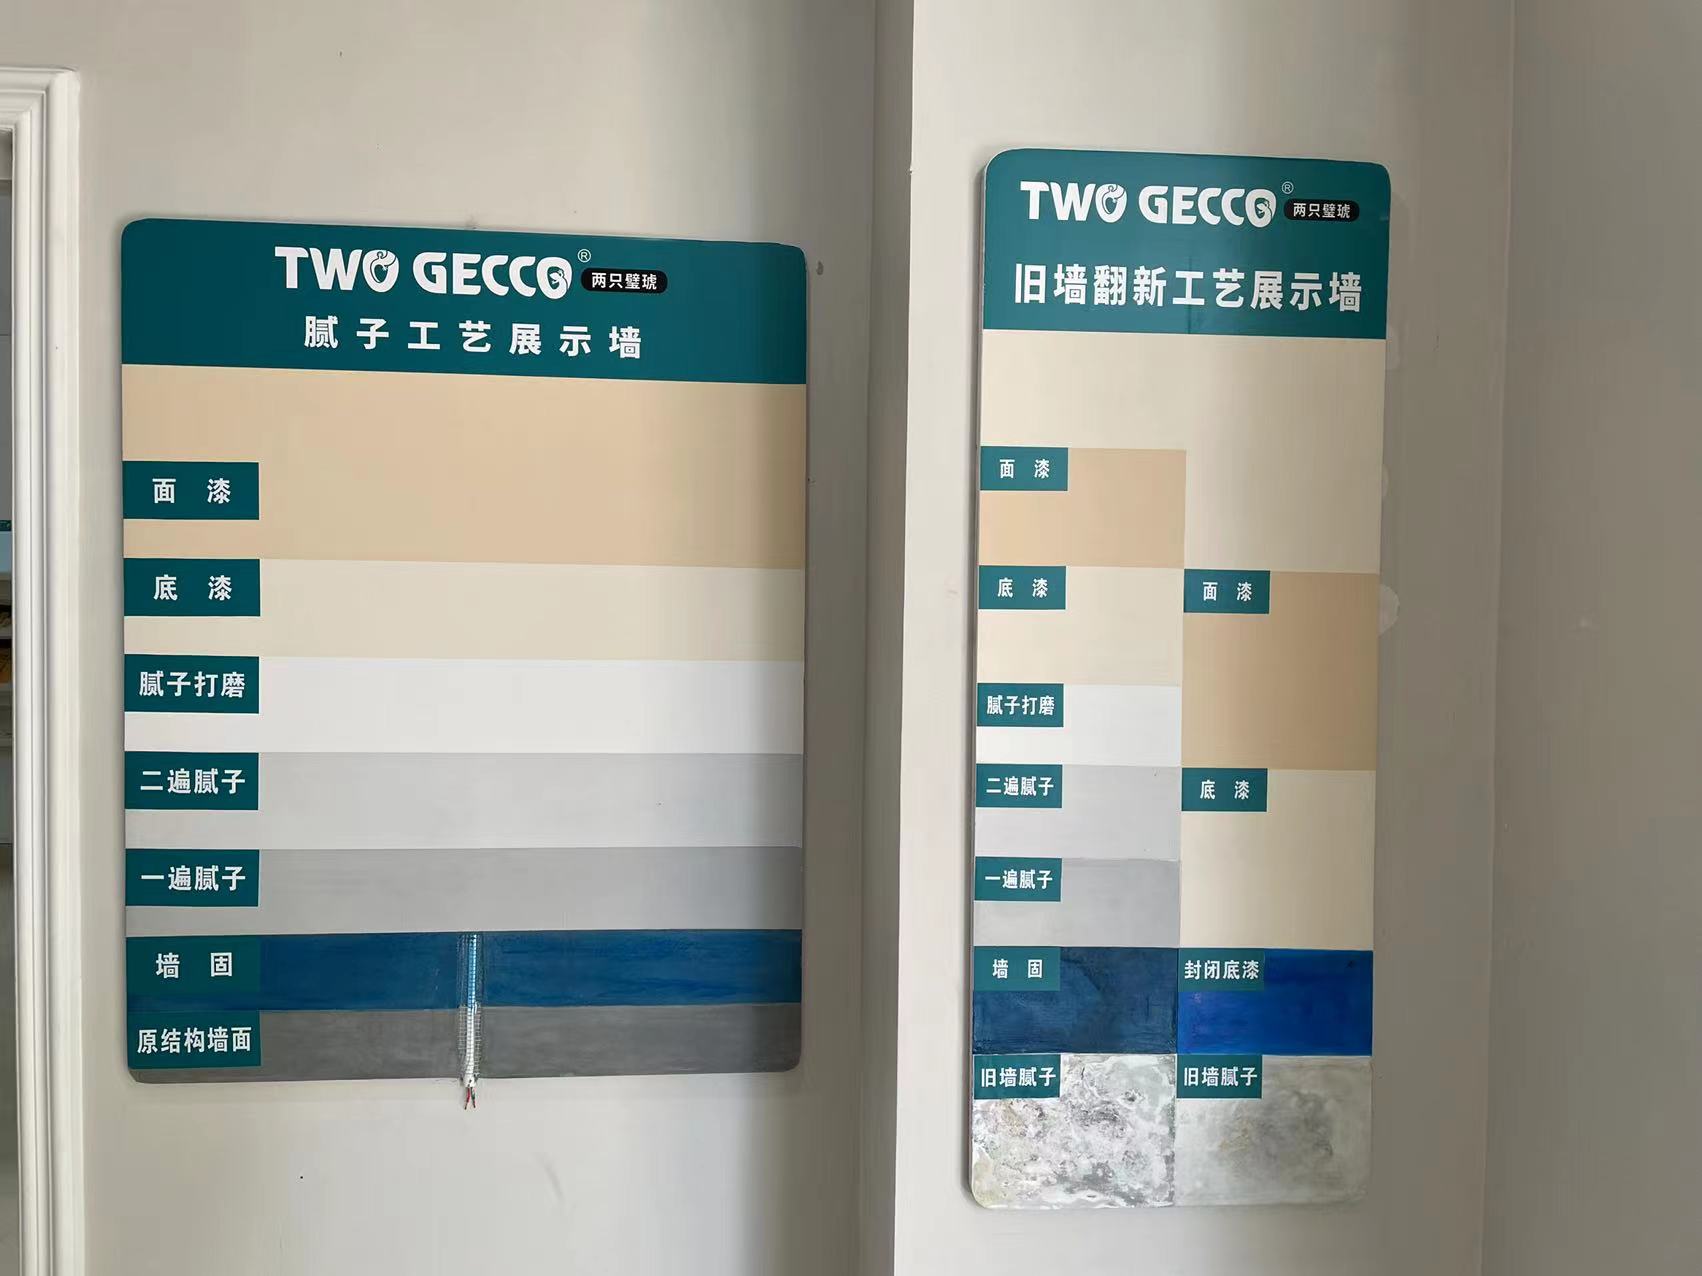 TWO GECCO® 两只璧琥
腻子工艺展示墙
面漆
底漆
腻子打磨
二遍腻子
一遍腻子
墙固
原结构墙面
TWO GECCO® 两只璧琥
旧墙翻新工艺展示墙
面漆
底漆
腻子打磨
二遍腻子
一遍腻子
墙固
旧墙腻子
面漆
底漆
封闭底漆
旧墙腻子